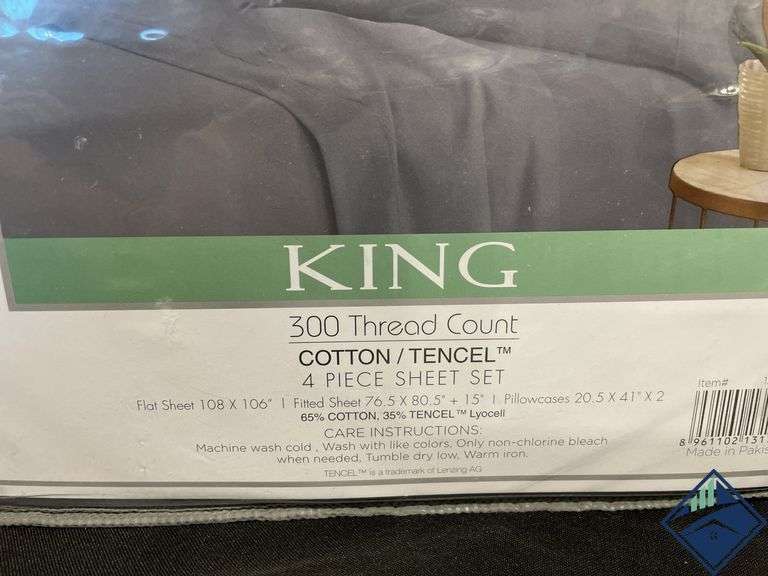 KING
300 Thread Count
COTTON / TENCEL™
4 PIECE SHEET SET
Flat Sheet 108 X 106" | Fitted Sheet 76.5 X 80.5" + 15" | Pillowcases 20.5 X 41" X 2
65% COTTON, 35% TENCEL™ Lyocell
CARE INSTRUCTIONS:
Machine wash cold , Wash with like colors, Only non-chlorine bleach
when needed, Tumble dry low, Warm iron.
TENCEL™ is a trademark of Lenzing AG
Item#
8 961102 131
Made in Pakis